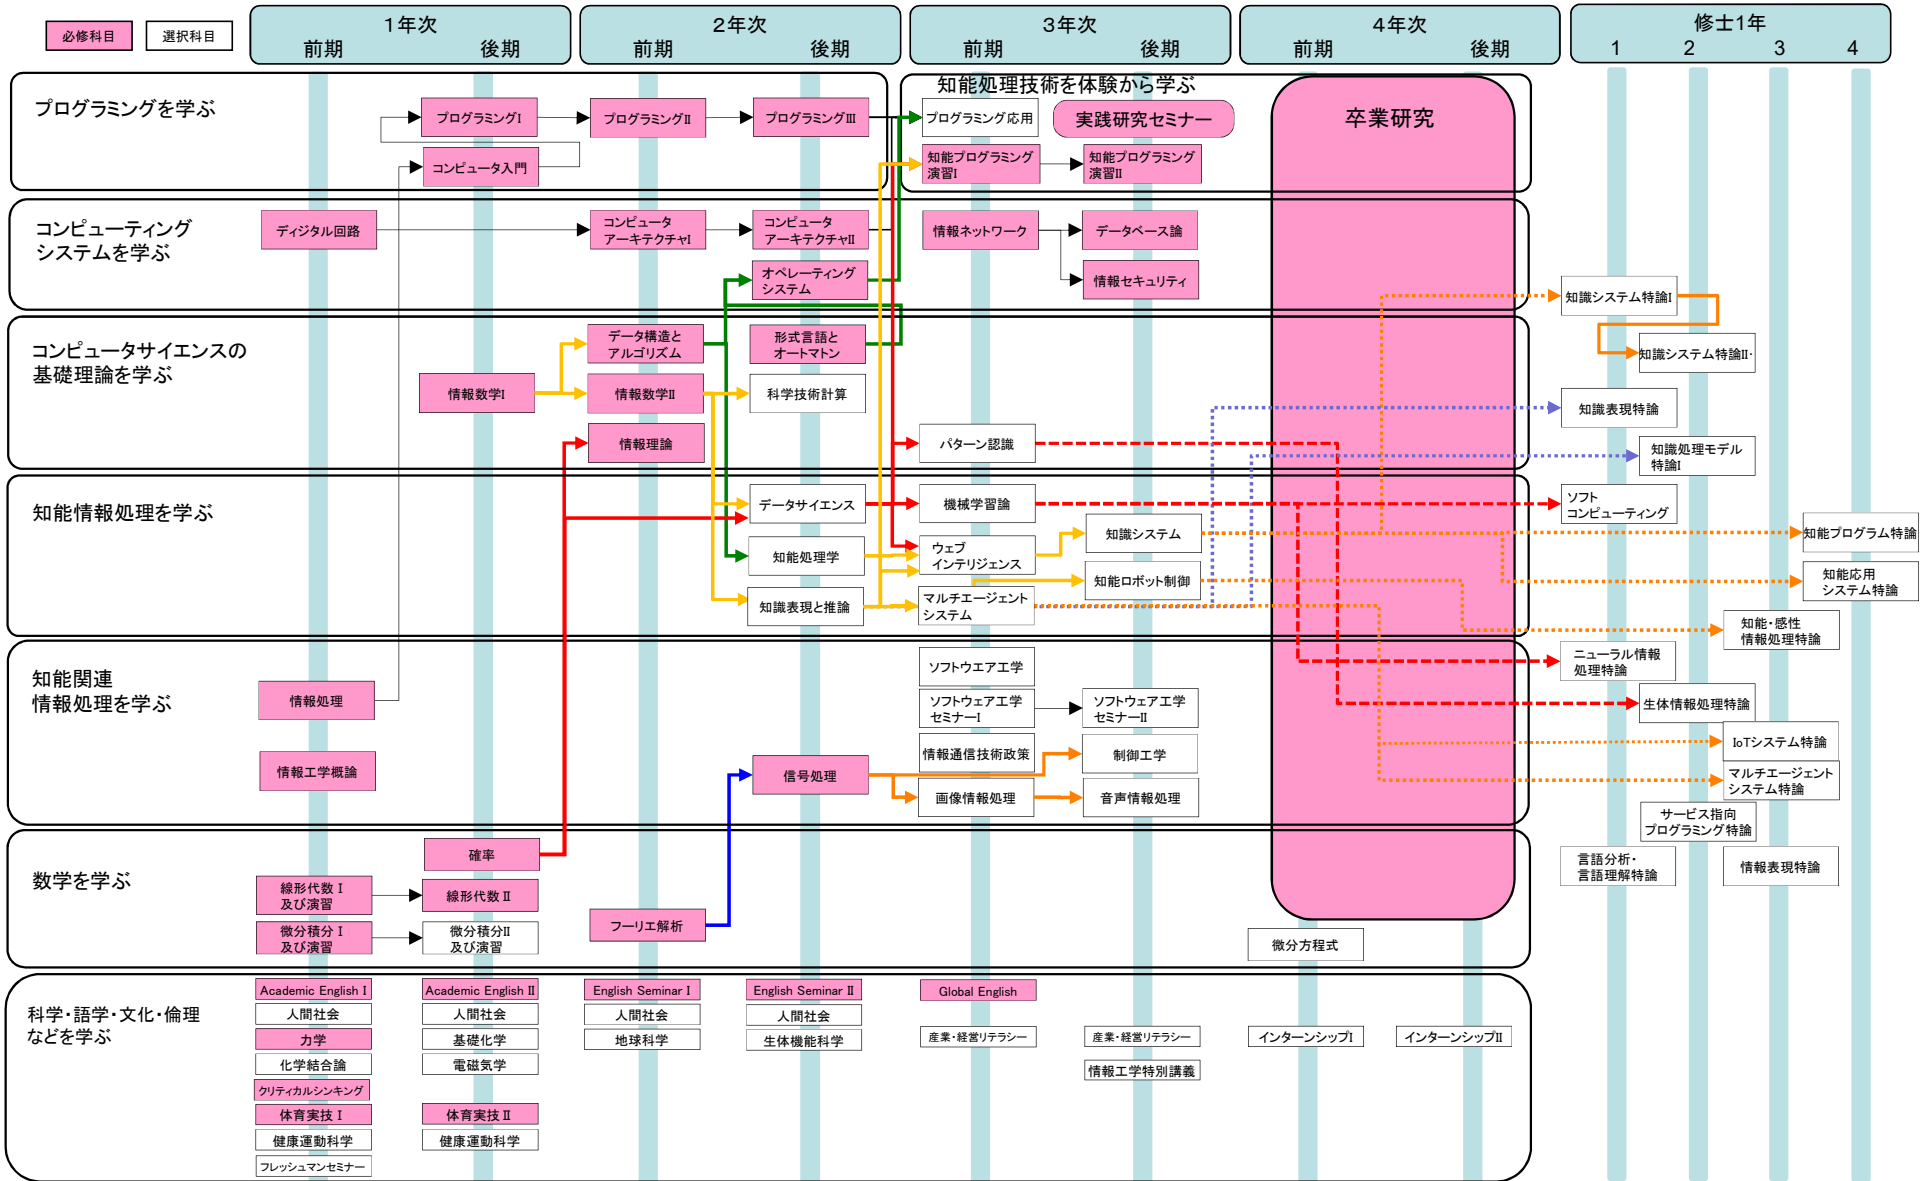 必修科目
選択科目
1年次
前期
後期
2年次
前期
後期
3年次
前期
後期
4年次
前期
後期
修士1年
1
2
3
4
プログラミングを学ぶ
プログラミングI
プログラミングII
プログラミングIII
コンピュータ入門
知能処理技術を体験から学ぶ
プログラミング応用
実践研究セミナー
知能プログラミング
演習I
知能プログラミング
演習II
卒業研究
コンピューティング
システムを学ぶ
ディジタル回路
コンピュータ
アーキテクチャI
コンピュータ
アーキテクチャII
オペレーティング
システム
情報ネットワーク
データベース論
情報セキュリティ
知識システム特論I
知識システム特論II・
コンピュータサイエンスの
基礎理論を学ぶ
データ構造と
アルゴリズム
形式言語と
オートマトン
情報数学I
情報数学II
科学技術計算
情報理論
パターン認識
知識表現特論
知識処理モデル
特論I
知能情報処理を学ぶ
データサイエンス
機械学習論
知能処理学
ウェブ
インテリジェンス
知識システム
知識表現と推論
マルチエージェント
システム
知能ロボット制御
ソフト
コンピューティング
知能プログラム特論
知能応用
システム特論
知能・感性
情報処理特論
知能関連
情報処理を学ぶ
情報処理
情報工学概論
信号処理
ソフトウエア工学
ソフトウェア工学
セミナーI
ソフトウェア工学
セミナーII
情報通信技術政策
制御工学
画像情報処理
音声情報処理
ニューラル情報
処理特論
生体情報処理特論
IoTシステム特論
マルチエージェント
システム特論
サービス指向
プログラミング特論
言語分析・
言語理解特論
情報表現特論
数学を学ぶ
確率
線形代数 I
及び演習
線形代数 II
微分積分 I
及び演習
微分積分II
及び演習
フーリエ解析
微分方程式
科学・語学・文化・倫理
などを学ぶ
Academic English I
Academic English II
English Seminar I
English Seminar II
Global English
人間社会
人間社会
人間社会
人間社会
力学
基礎化学
地球科学
生体機能科学
産業・経営リテラシー
産業・経営リテラシー
インターンシップI
インターンシップII
化学結合論
電磁気学
情報工学特別講義
クリティカルシンキング
体育実技 I
体育実技 II
健康運動科学
健康運動科学
フレッシュマンセミナー